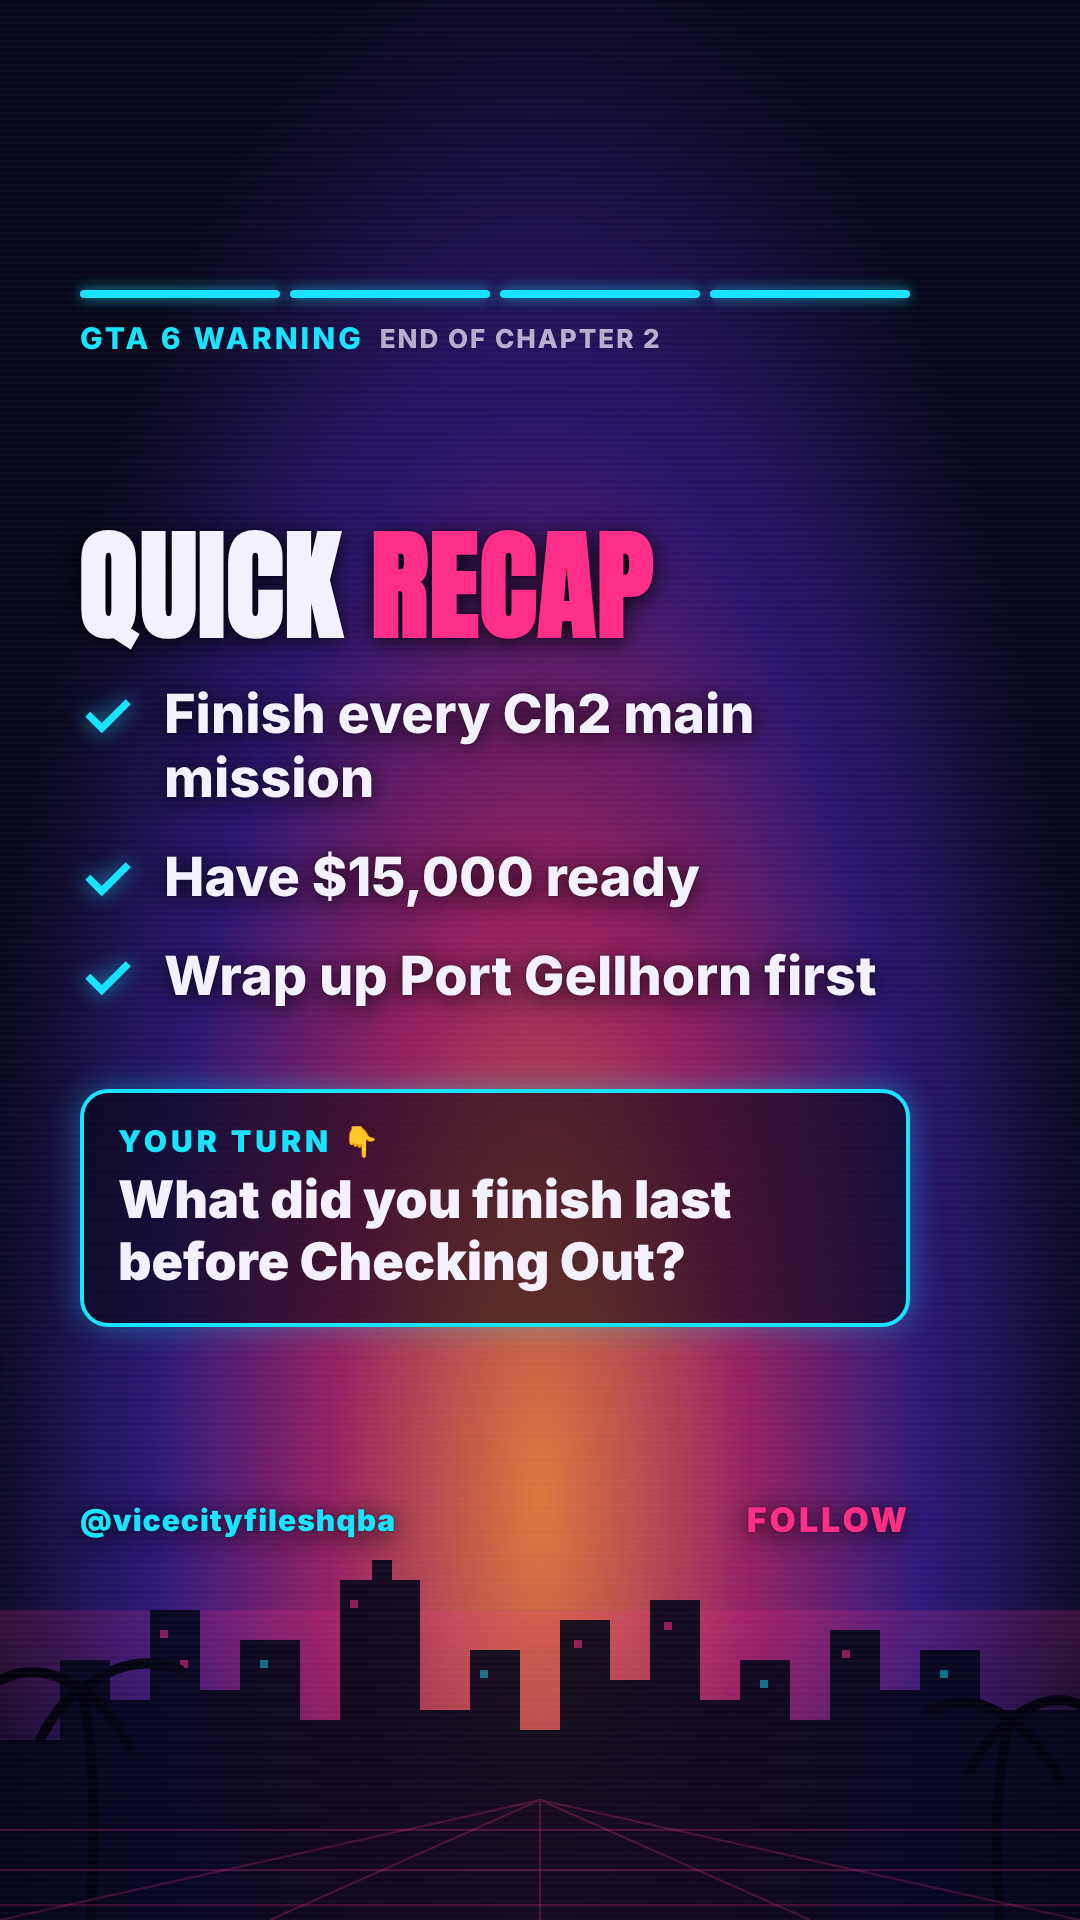 GTA 6 WARNING END OF CHAPTER 2
QUICK RECAP
Finish every Ch2 main
mission
Have $15,000 ready
Wrap up Port Gellhorn first
YOUR TURN 👇
What did you finish last
before Checking Out?
@vicecityfileshqba FOLLOW